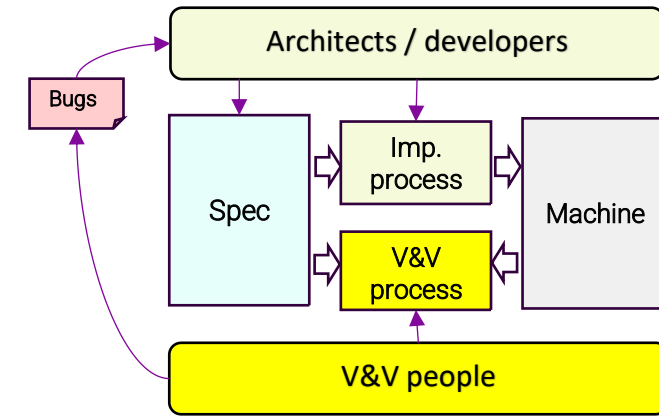 Architects / developers
Bugs
Spec
Imp.
process
Machine
V&V
process
V&V people